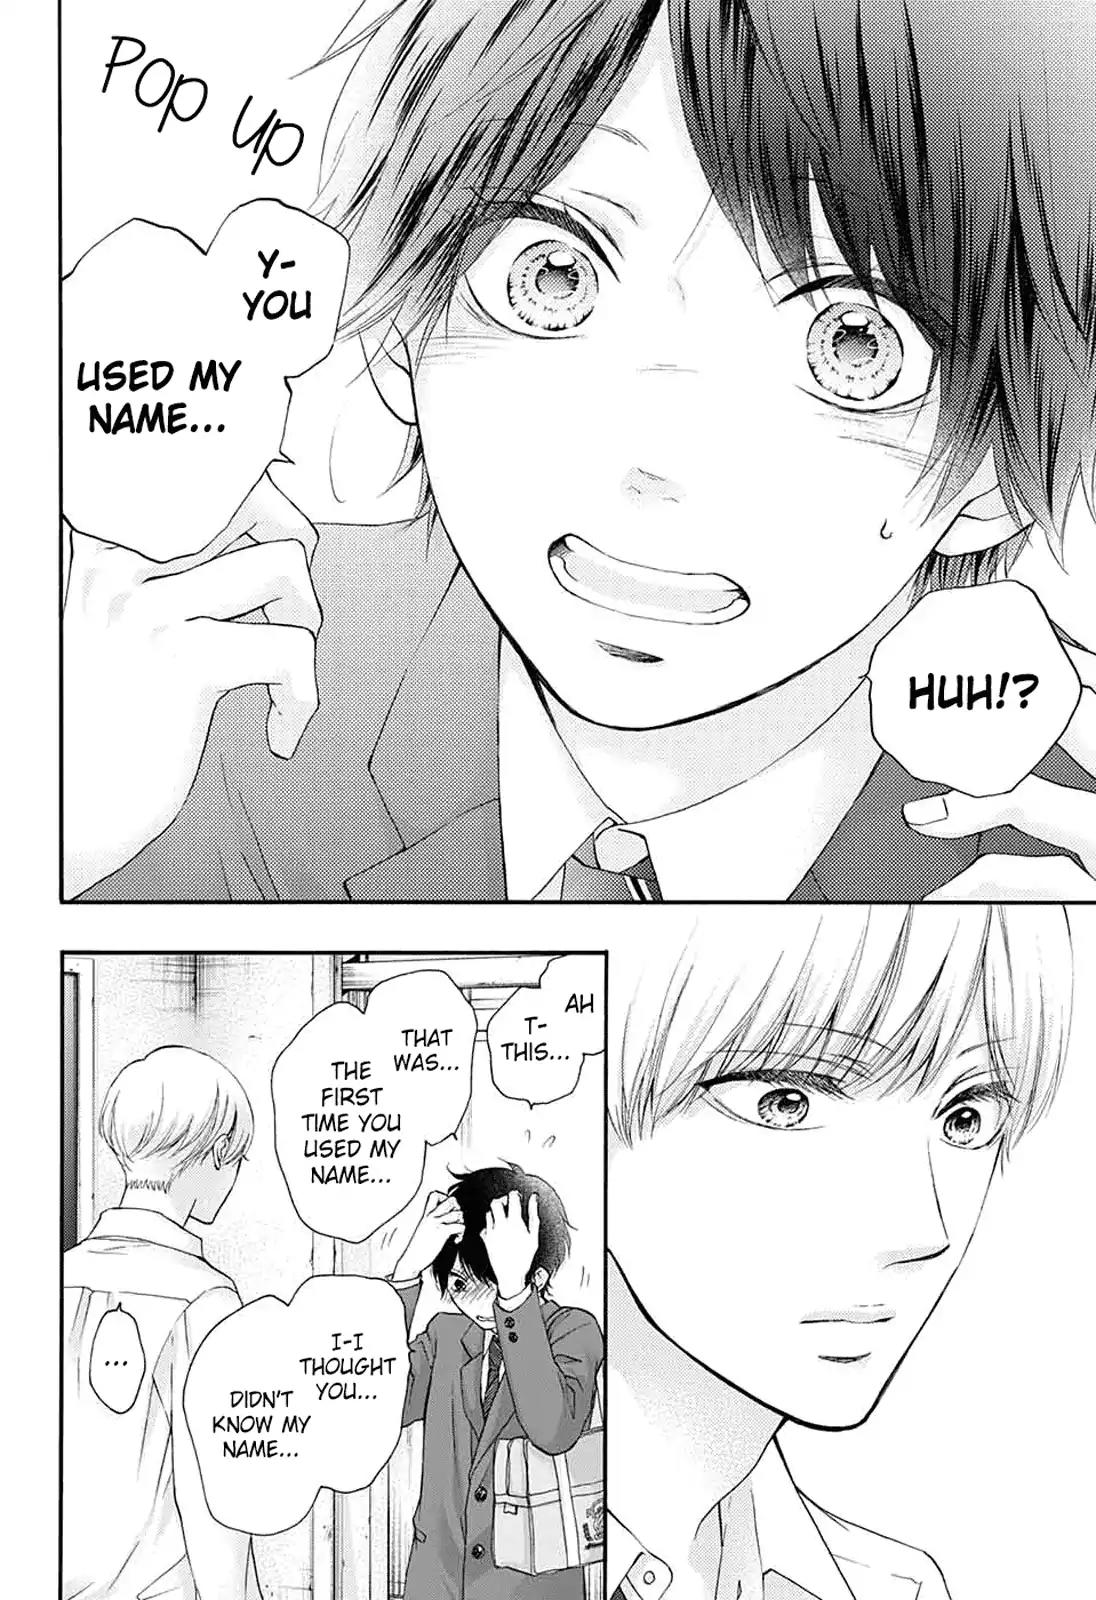 POP UP
HUH!?
Y-
YOU
USED MY
NAME...
AH
T-
THIS...
THAT
WAS...
THE
FIRST
TIME YOU
USED MY
NAME...
I-I
THOUGHT
YOU...
DIDN'T
KNOW MY
NAME...
...